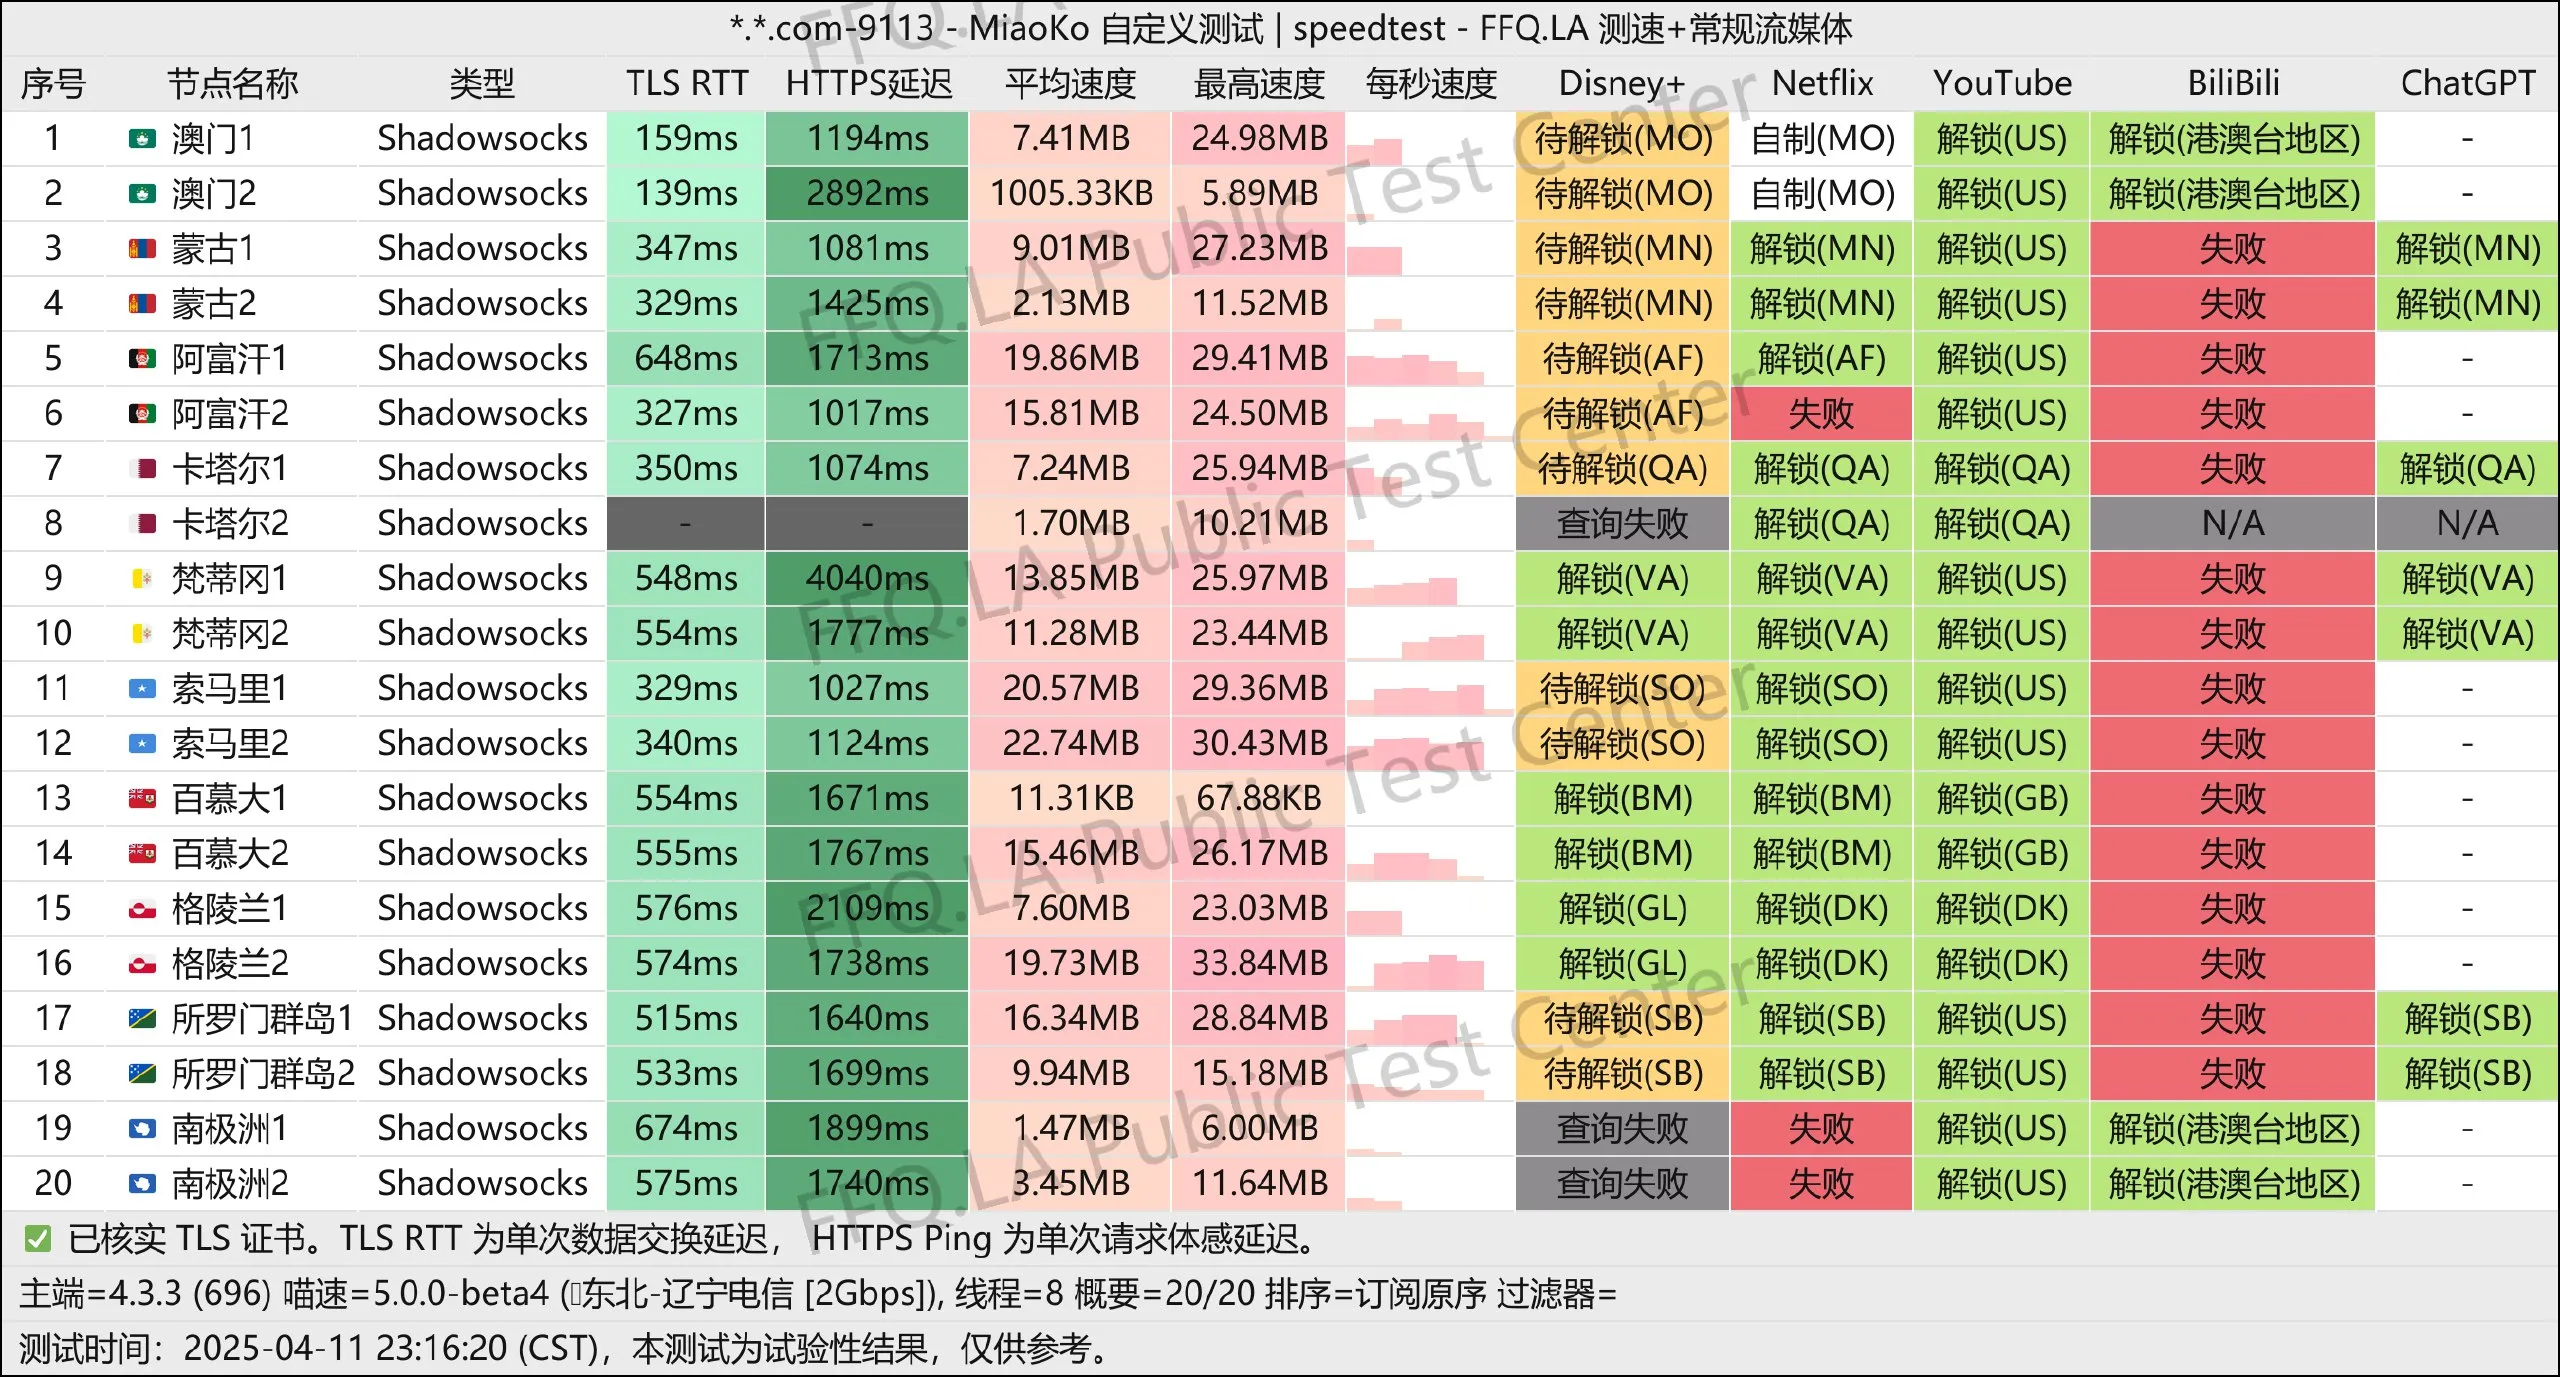 *.*.com-9113 - MiaoKo 自定义测试 | speedtest - FFQ.LA 测速+常规流媒体
序号 节点名称 类型 TLS RTT HTTPS延迟 平均速度 最高速度 每秒速度 Disney+ Netflix YouTube BiliBili ChatGPT
1 澳门1 Shadowsocks 159ms 1194ms 7.41MB 24.98MB 待解锁(MO) 自制(MO) 解锁(US) 解锁(港澳台地区) -
2 澳门2 Shadowsocks 139ms 2892ms 1005.33KB 5.89MB 待解锁(MO) 自制(MO) 解锁(US) 解锁(港澳台地区) -
3 蒙古1 Shadowsocks 347ms 1081ms 9.01MB 27.23MB 待解锁(MN) 解锁(MN) 解锁(US) 失败 解锁(MN)
4 蒙古2 Shadowsocks 329ms 1425ms 2.13MB 11.52MB 待解锁(MN) 解锁(MN) 解锁(US) 失败 解锁(MN)
5 阿富汗1 Shadowsocks 648ms 1713ms 19.86MB 29.41MB 待解锁(AF) 解锁(AF) 解锁(US) 失败 -
6 阿富汗2 Shadowsocks 327ms 1017ms 15.81MB 24.50MB 待解锁(AF) 失败 解锁(US) 失败 -
7 卡塔尔1 Shadowsocks 350ms 1074ms 7.24MB 25.94MB 待解锁(QA) 解锁(QA) 解锁(QA) 失败 解锁(QA)
8 卡塔尔2 Shadowsocks - - 1.70MB 10.21MB 查询失败 解锁(QA) 解锁(QA) N/A N/A
9 梵蒂冈1 Shadowsocks 548ms 4040ms 13.85MB 25.97MB 解锁(VA) 解锁(VA) 解锁(US) 失败 解锁(VA)
10 梵蒂冈2 Shadowsocks 554ms 1777ms 11.28MB 23.44MB 解锁(VA) 解锁(VA) 解锁(US) 失败 解锁(VA)
11 索马里1 Shadowsocks 329ms 1027ms 20.57MB 29.36MB 待解锁(SO) 解锁(SO) 解锁(US) 失败 -
12 索马里2 Shadowsocks 340ms 1124ms 22.74MB 30.43MB 待解锁(SO) 解锁(SO) 解锁(US) 失败 -
13 百慕大1 Shadowsocks 554ms 1671ms 11.31KB 67.88KB 解锁(BM) 解锁(BM) 解锁(GB) 失败 -
14 百慕大2 Shadowsocks 555ms 1767ms 15.46MB 26.17MB 解锁(BM) 解锁(BM) 解锁(GB) 失败 -
15 格陵兰1 Shadowsocks 576ms 2109ms 7.60MB 23.03MB 解锁(GL) 解锁(DK) 解锁(DK) 失败 -
16 格陵兰2 Shadowsocks 574ms 1738ms 19.73MB 33.84MB 解锁(GL) 解锁(DK) 解锁(DK) 失败 -
17 所罗门群岛1 Shadowsocks 515ms 1640ms 16.34MB 28.84MB 待解锁(SB) 解锁(SB) 解锁(US) 失败 解锁(SB)
18 所罗门群岛2 Shadowsocks 533ms 1699ms 9.94MB 15.18MB 待解锁(SB) 解锁(SB) 解锁(US) 失败 解锁(SB)
19 南极洲1 Shadowsocks 674ms 1899ms 1.47MB 6.00MB 查询失败 失败 解锁(US) 解锁(港澳台地区) -
20 南极洲2 Shadowsocks 575ms 1740ms 3.45MB 11.64MB 查询失败 失败 解锁(US) 解锁(港澳台地区) -
✅ 已核实 TLS 证书。TLS RTT 为单次数据交换延迟， HTTPS Ping 为单次请求体感延迟。
主端=4.3.3 (696) 喵速=5.0.0-beta4 (东北-辽宁电信 [2Gbps]), 线程=8 概要=20/20 排序=订阅原序 过滤器=
测试时间：2025-04-11 23:16:20 (CST)，本测试为试验性结果，仅供参考。
FFQ.LA Public Test Center
FFQ.LA Public Test Center
FFQ.LA Public Test Center
FFQ.LA Public Test Center
FFQ.LA